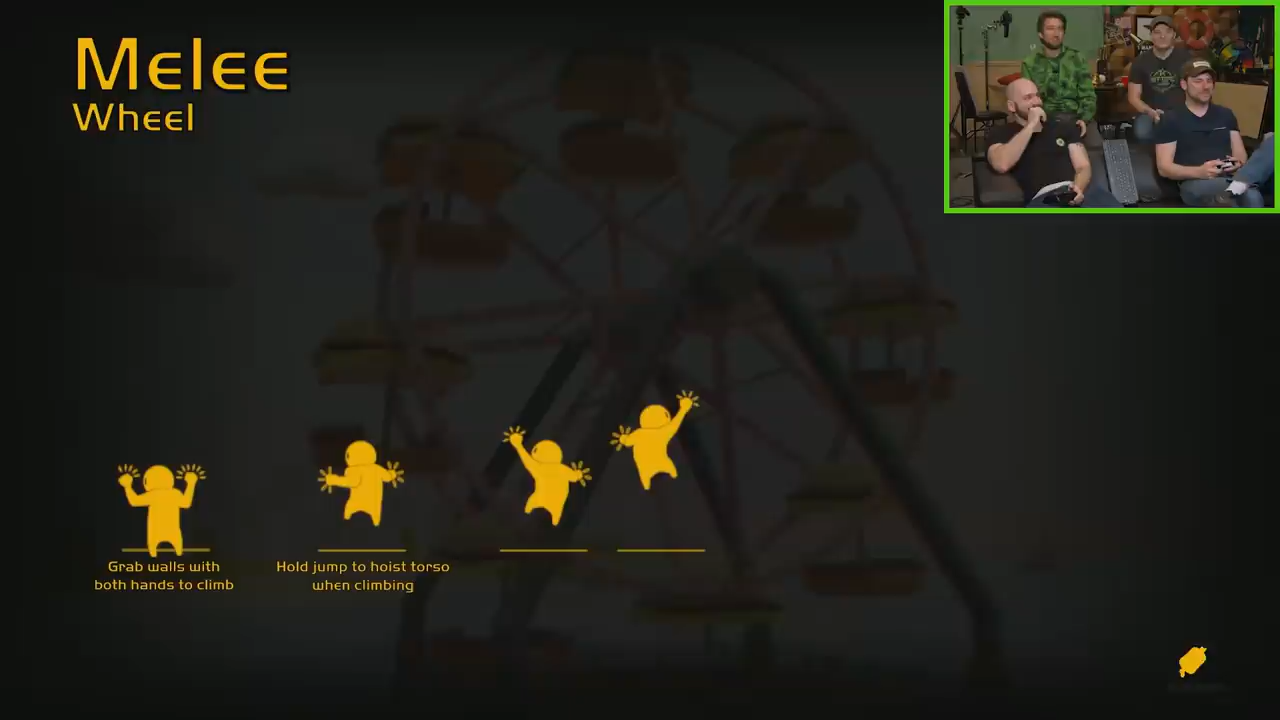 Melee
Wheel
Grab walls with
both hands to climb
Hold jump to hoist torso
when climbing